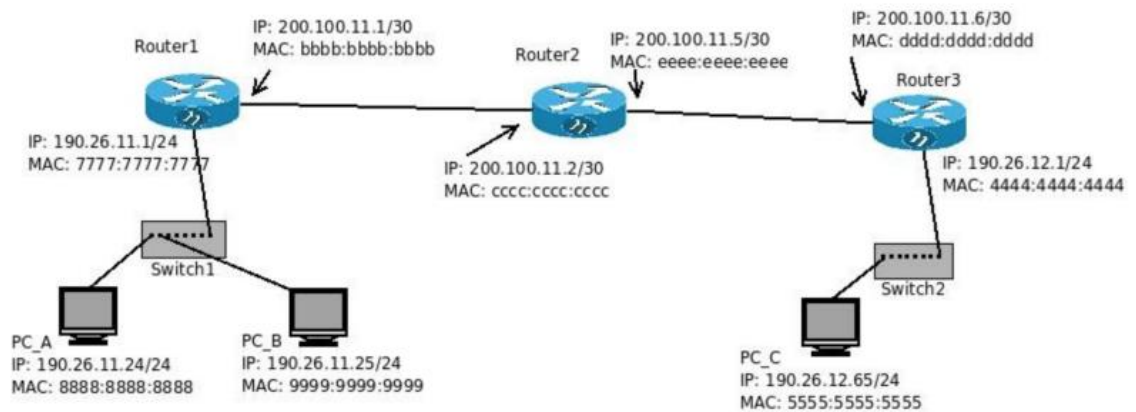 Router1
IP: 200.100.11.1/30
MAC: bbbb:bbbb:bbbb
Router2
IP: 200.100.11.5/30
MAC: eeee:eeee:eeee
IP: 200.100.11.6/30
MAC: dddd:dddd:dddd
Router3
IP: 190.26.11.1/24
MAC: 7777:7777:7777
IP: 200.100.11.2/30
MAC: cccc:cccc:cccc
IP: 190.26.12.1/24
MAC: 4444:4444:4444
Switch1
Switch2
PC_A
IP: 190.26.11.24/24
MAC: 8888:8888:8888
PC_B
IP: 190.26.11.25/24
MAC: 9999:9999:9999
PC_C
IP: 190.26.12.65/24
MAC: 5555:5555:5555